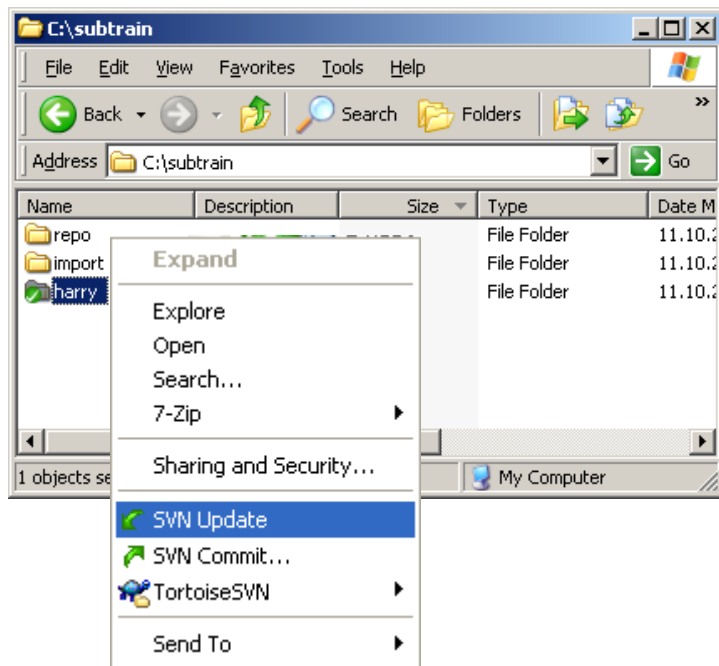 C:\subtrain
File Edit View Favorites Tools Help
Back Search Folders »
Address C:\subtrain Go
Name Description Size Type Date M
repo File Folder 11.10.2
import File Folder 11.10.2
harry File Folder 11.10.2
Expand
Explore
Open
Search...
7-Zip
Sharing and Security...
1 objects se My Computer
SVN Update
SVN Commit...
TortoiseSVN
Send To